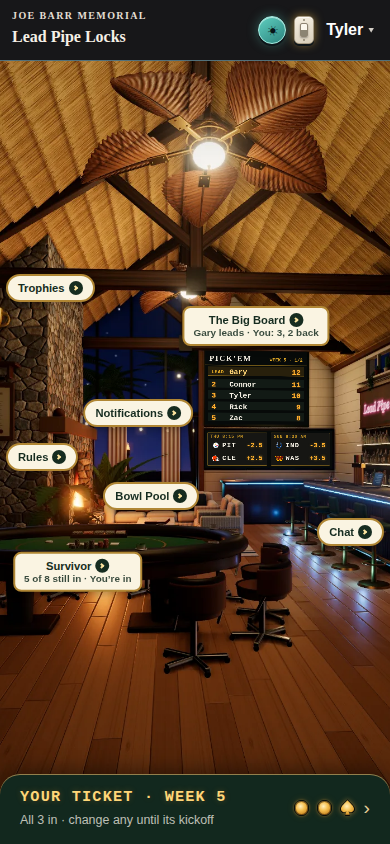 JOE BARR MEMORIAL
Lead Pipe Locks
Tyler
Trophies
The Big Board
Gary leads · You: 3, 2 back
PICK'EM
LEAD Gary 12
2 Connor 11
3 Tyler 10
4 Rick 9
5 Zac 8
PIT -2.5
CLE +2.5
IND -3.5
WAS +3.5
Lead Pipe
Notifications
Rules
Bowl Pool
Chat
Survivor
5 of 8 still in · You're in
YOUR TICKET · WEEK 5
All 3 in · change any until its kickoff